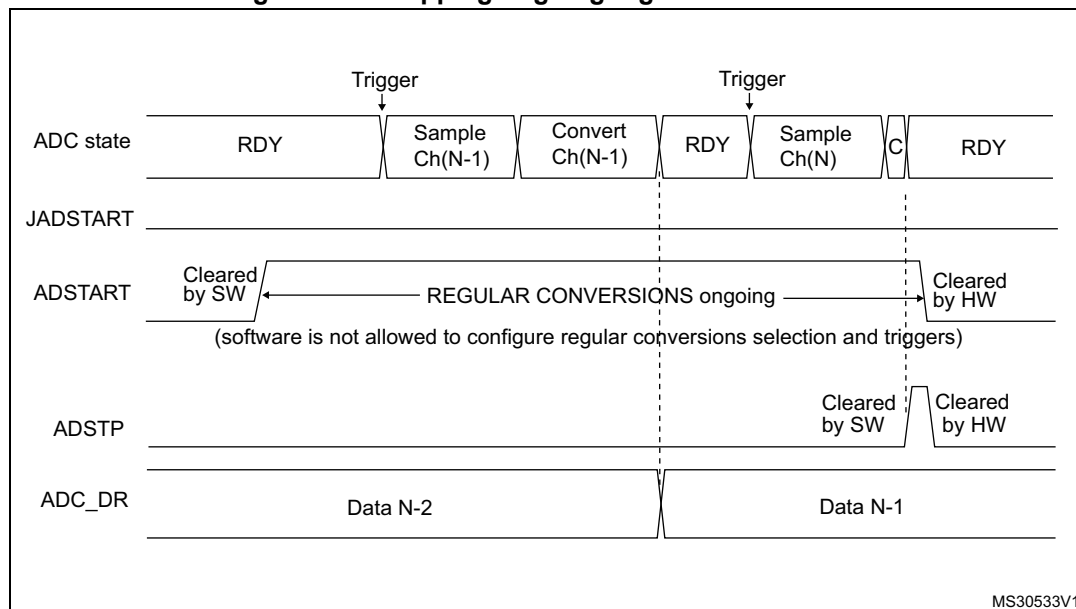 Trigger
Trigger
ADC state
RDY
Sample
Ch(N-1)
Convert
Ch(N-1)
RDY
Sample
Ch(N)
C
RDY
JADSTART
ADSTART
Cleared
by SW
REGULAR CONVERSIONS ongoing
Cleared
by HW
(software is not allowed to configure regular conversions selection and triggers)
ADSTP
Cleared
by SW
Cleared
by HW
ADC_DR
Data N-2
Data N-1
MS30533V1